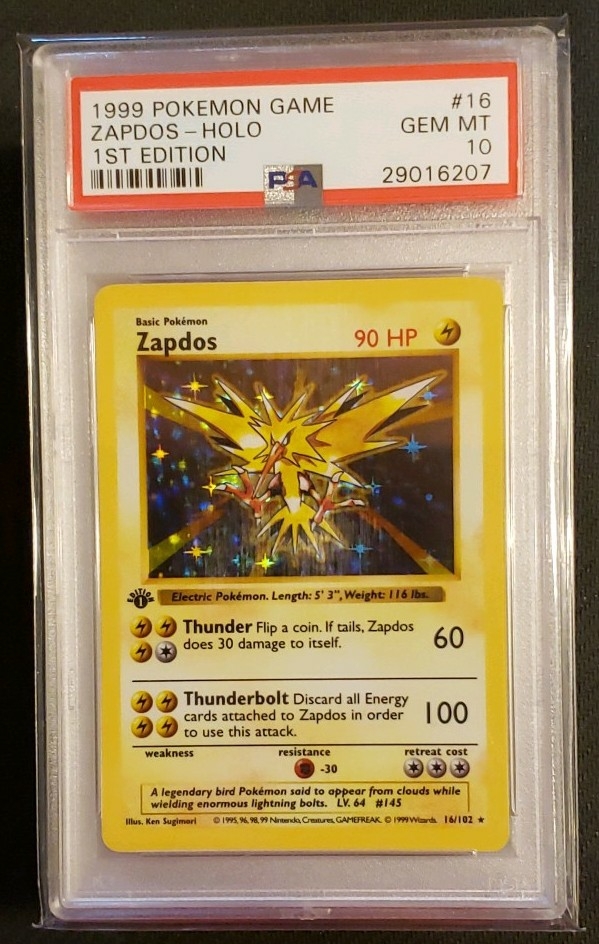 1999 POKEMON GAME #16
ZAPDOS – HOLO GEM MT
1ST EDITION 10
PSA 29016207
Basic Pokémon
Zapdos 90 HP
EDITION 1
Electric Pokémon. Length: 5' 3", Weight: 116 lbs.
Thunder Flip a coin. If tails, Zapdos
does 30 damage to itself. 60
Thunderbolt Discard all Energy
cards attached to Zapdos in order 100
to use this attack.
weakness resistance retreat cost
-30
A legendary bird Pokémon said to appear from clouds while
wielding enormous lightning bolts. LV. 64 #145
Illus. Ken Sugimori © 1995, 96, 98, 99 Nintendo, Creatures, GAMEFREAK. © 1999 Wizards. 16/102 ★